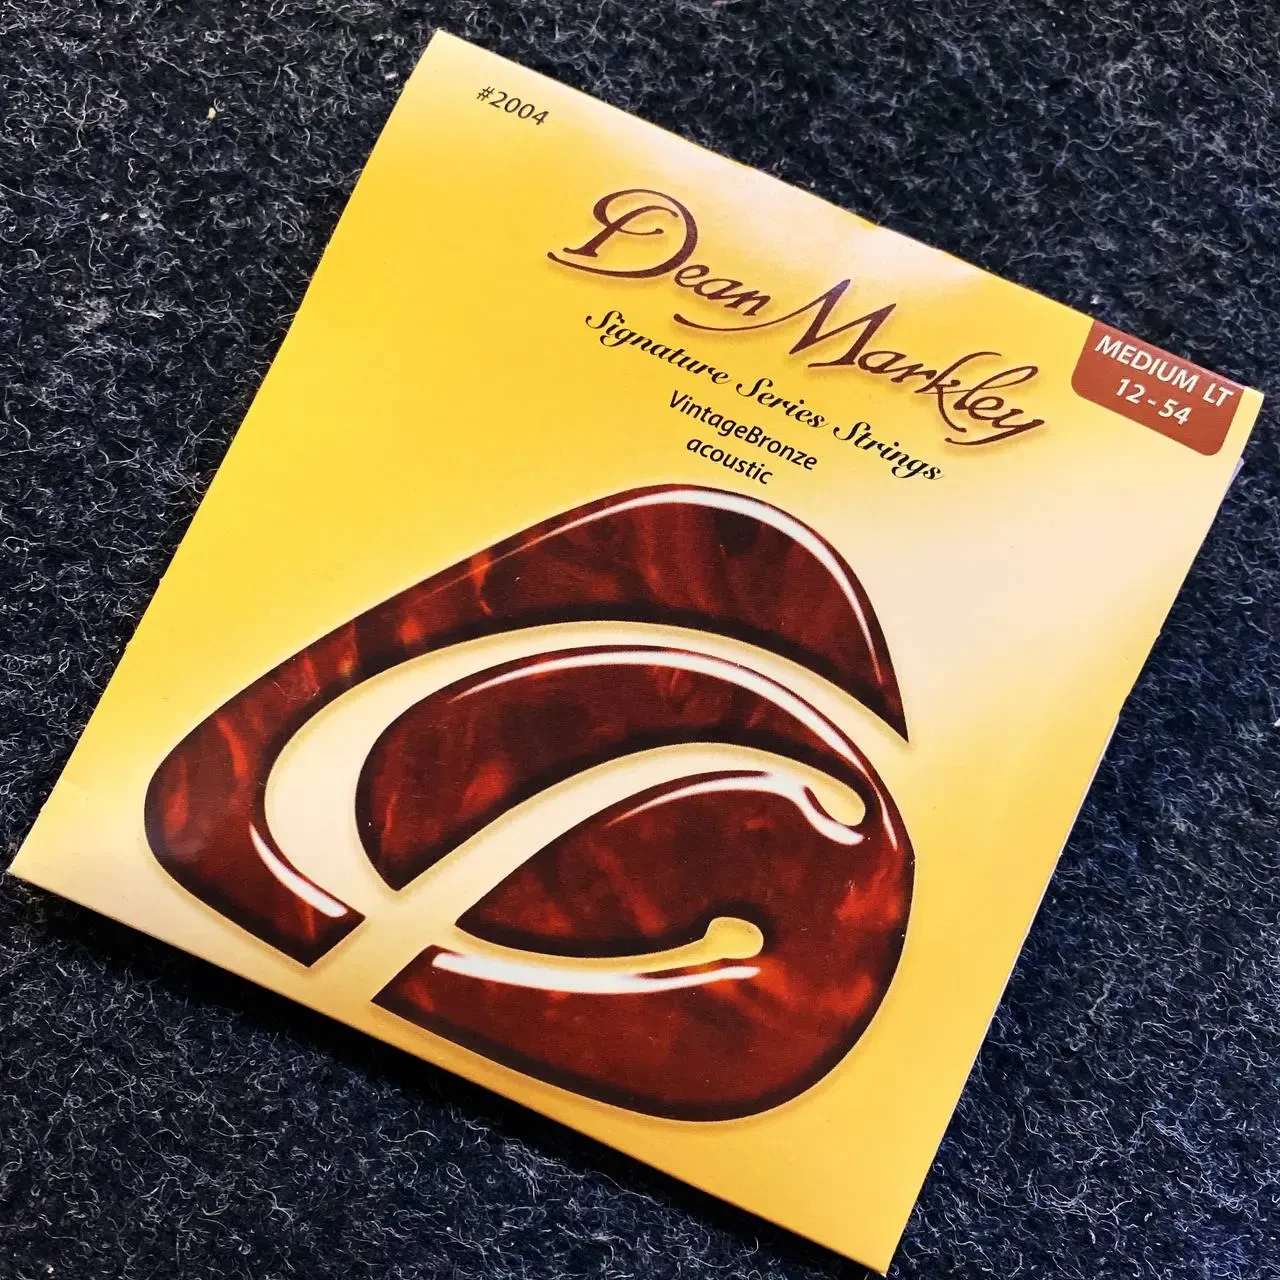 #2004
Dean Markley
Signature Series Strings
VintageBronze
acoustic
MEDIUM LT
12-54